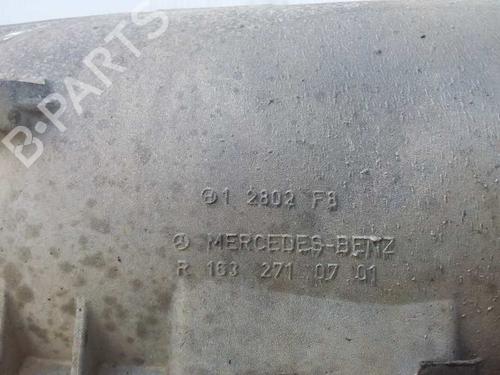 B-PARTS
1 2802 F8
MERCEDES-BENZ
R 163 271 07 01